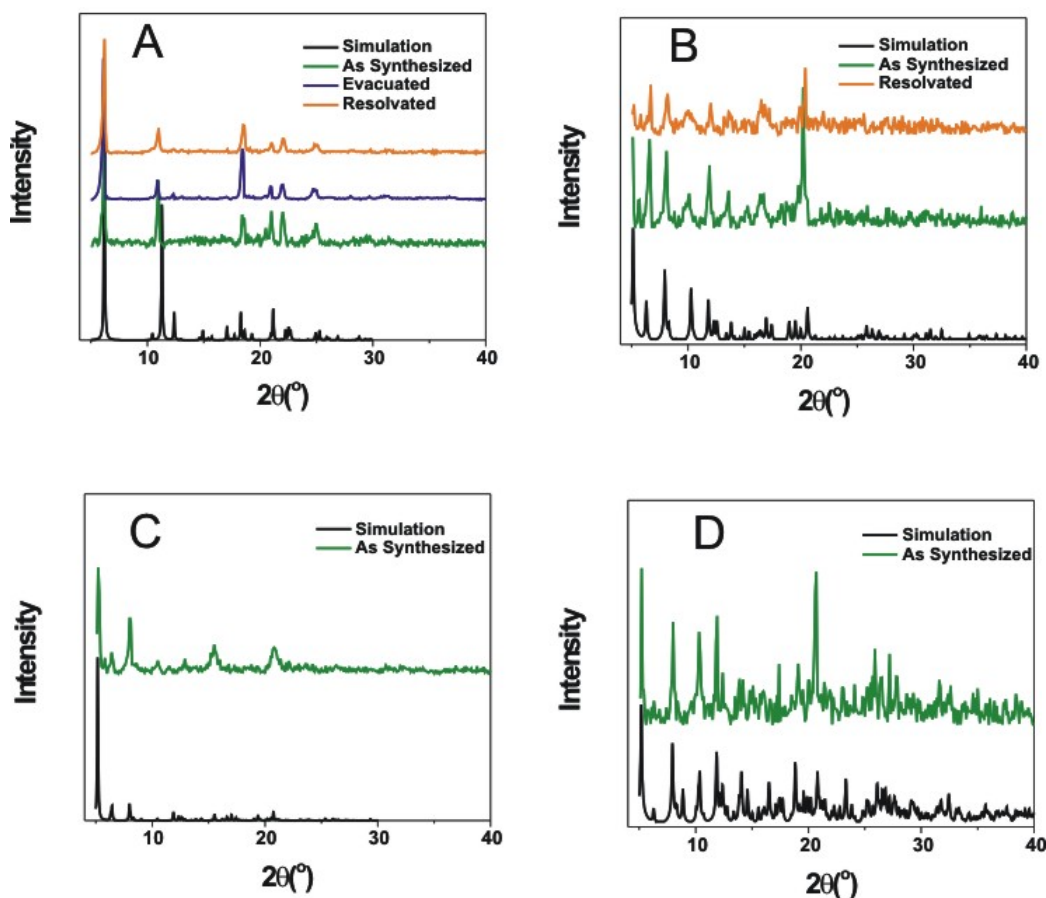 A
Simulation
As Synthesized
Evacuated
Resolvated
Intensity
10
20
30
40
2θ(°)
B
Simulation
As Synthesized
Resolvated
Intensity
10
20
30
40
2θ(°)
C
Simulation
As Synthesized
Intensity
10
20
30
40
2θ(°)
D
Simulation
As Synthesized
Intensity
10
20
30
40
2θ(°)